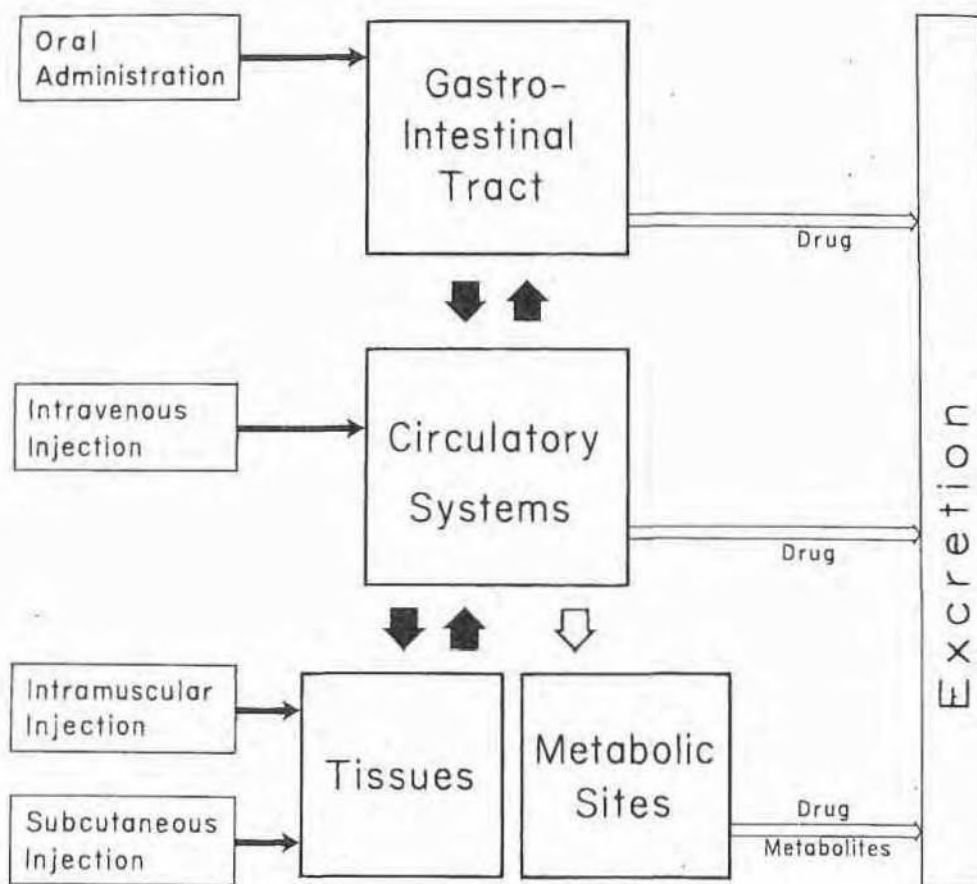 Oral
Administration
Gastro-
Intestinal
Tract
Drug
Intravenous
Injection
Circulatory
Systems
Drug
Excretion
Intramuscular
Injection
Subcutaneous
Injection
Tissues
Metabolic
Sites
Drug
Metabolites